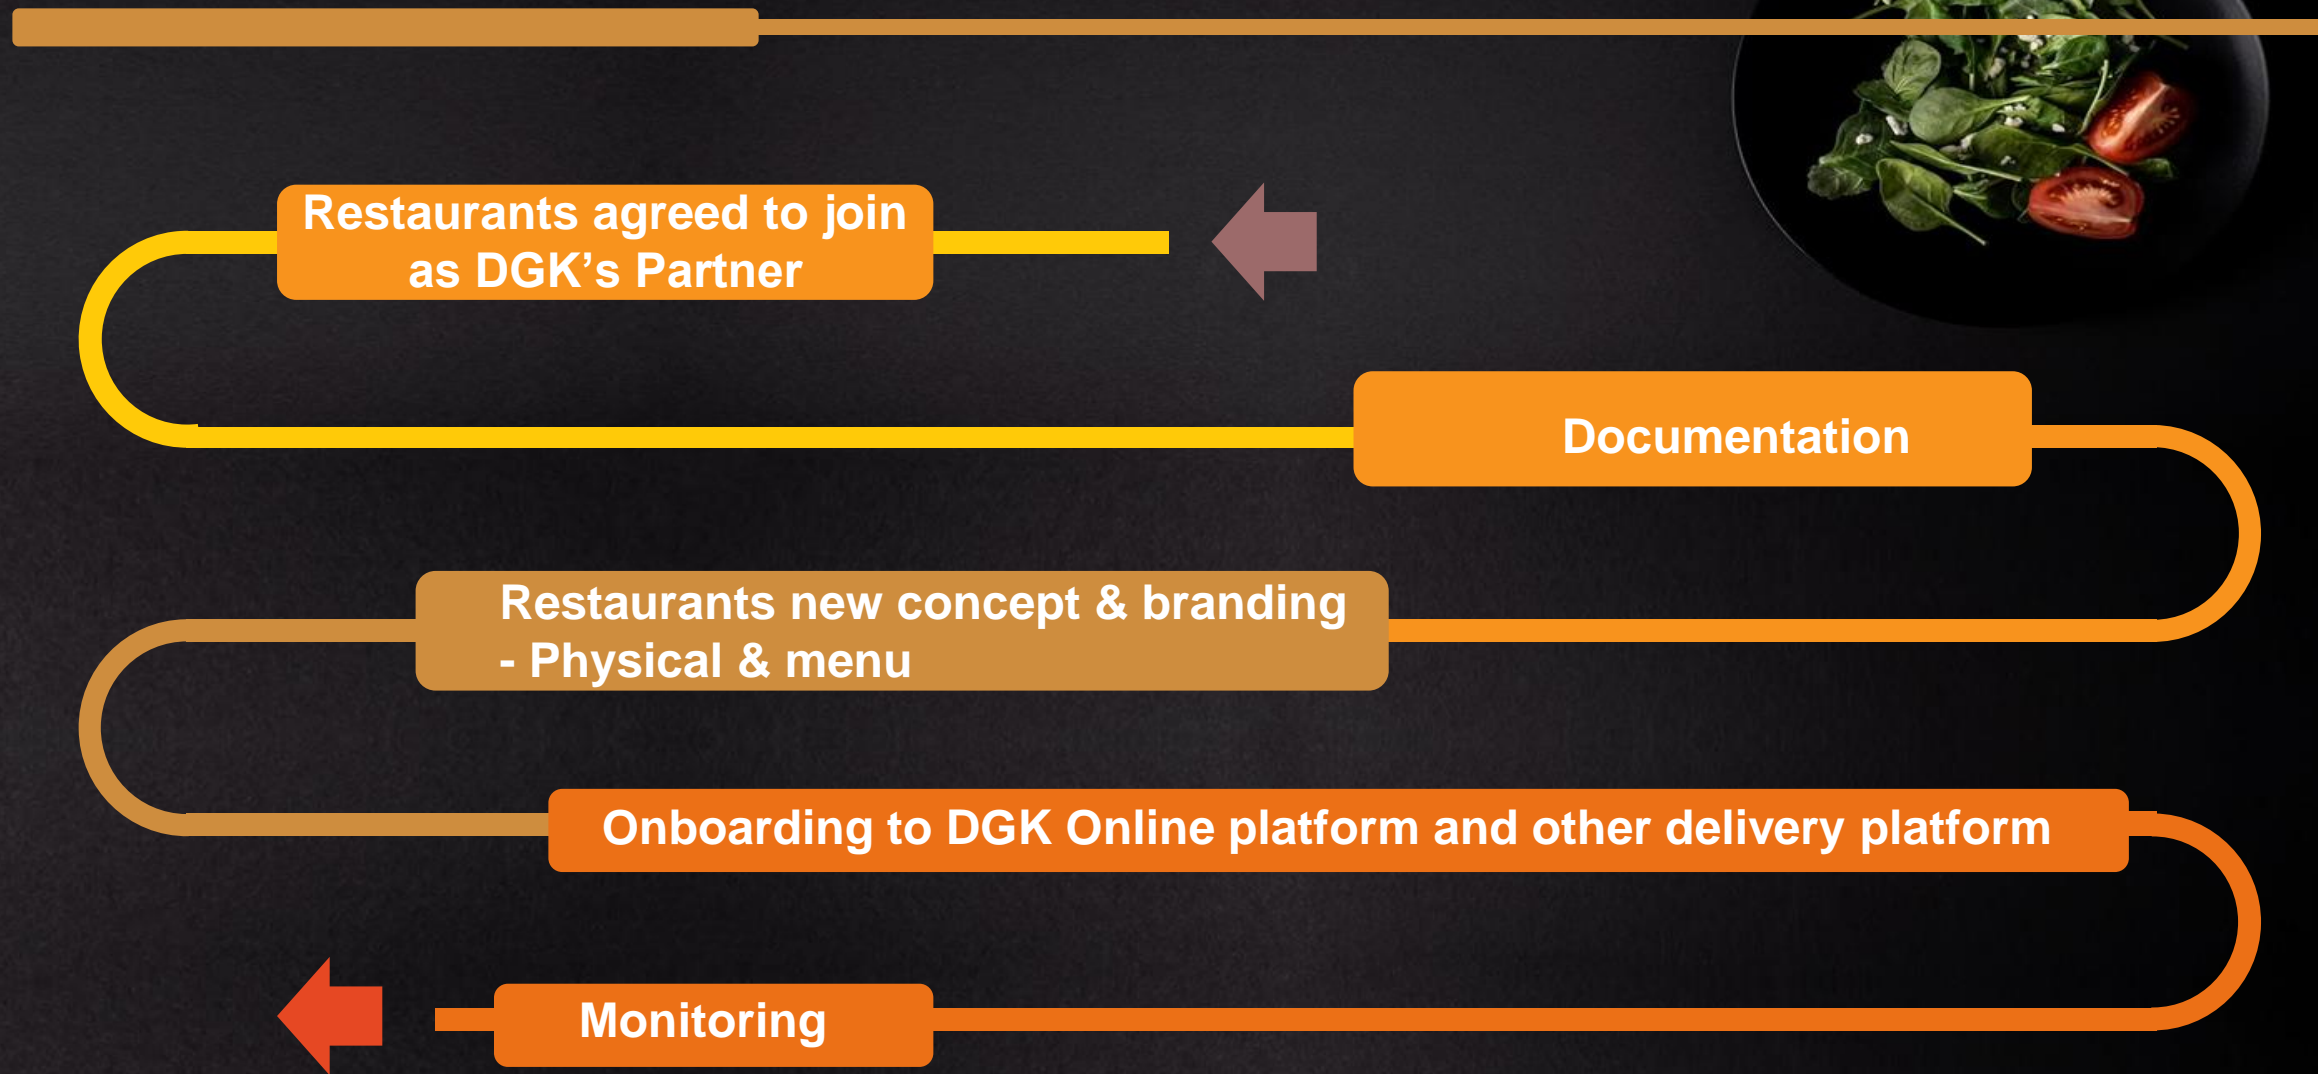 Restaurants agreed to join
as DGK’s Partner
Documentation
Restaurants new concept & branding
- Physical & menu
Onboarding to DGK Online platform and other delivery platform
Monitoring